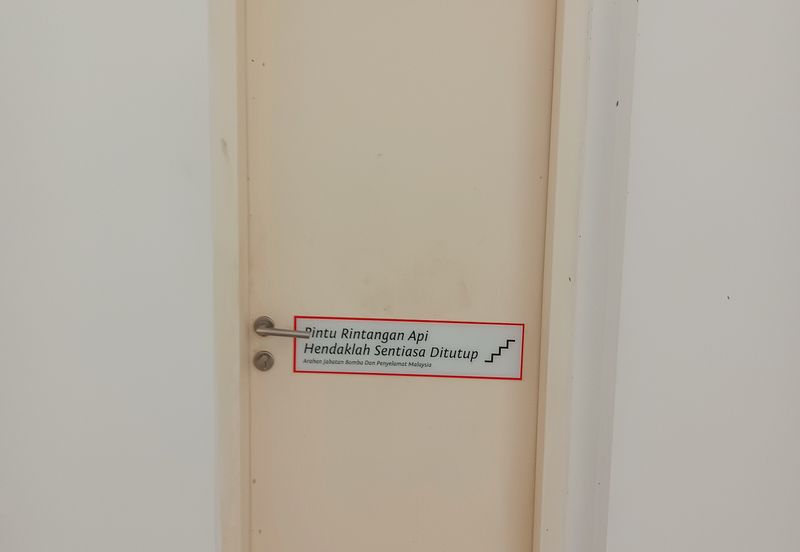 Pintu Rintangan Api
Hendaklah Sentiasa Ditutup
Arahan Jabatan Bomba Dan Penyelamat Malaysia